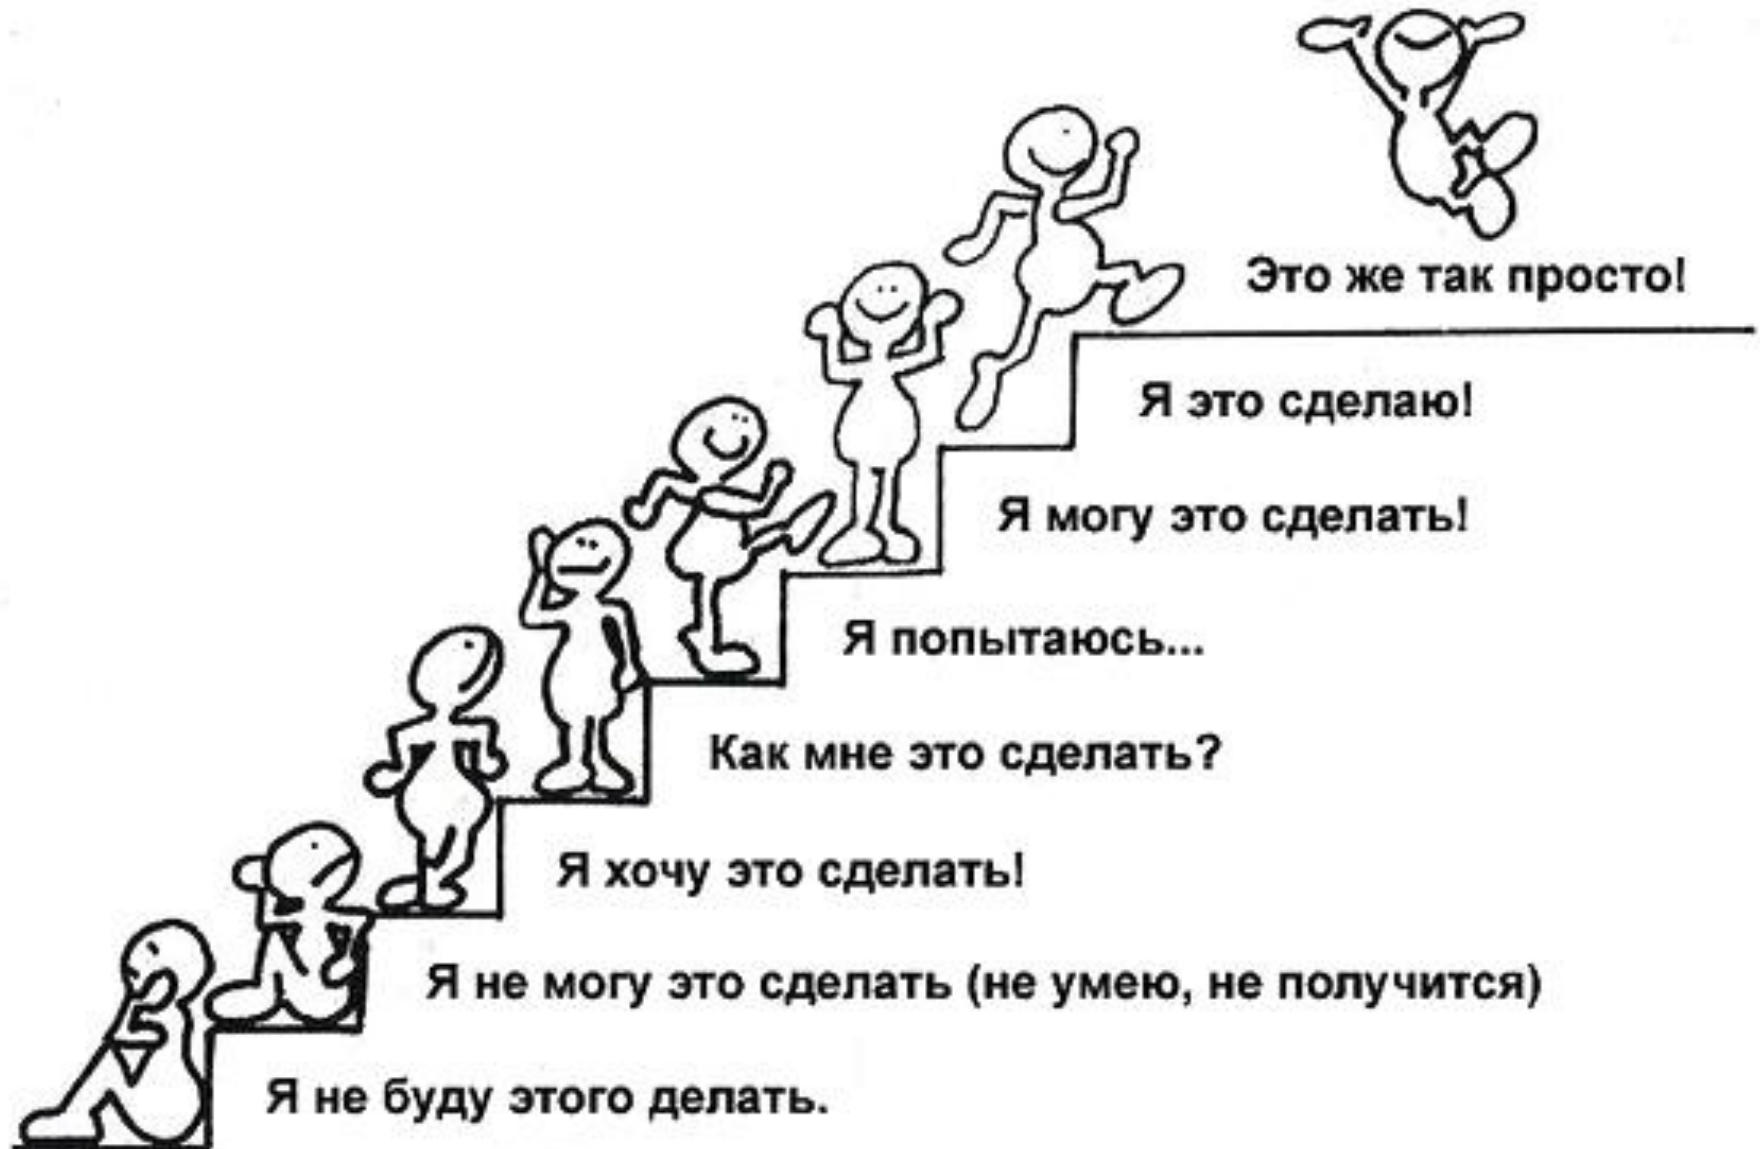 Это же так просто!
Я это сделаю!
Я могу это сделать!
Я попытаюсь...
Как мне это сделать?
Я хочу это сделать!
Я не могу это сделать (не умею, не получится)
Я не буду этого делать.